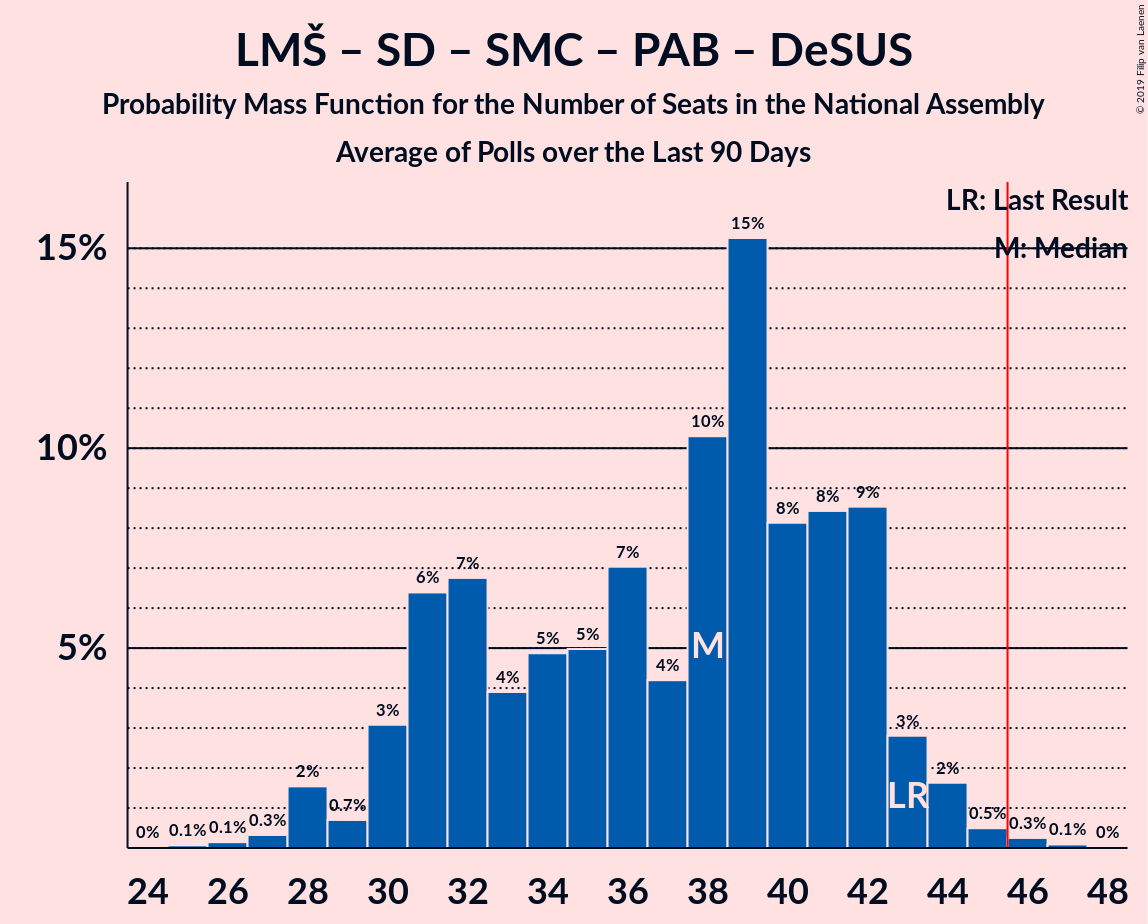 LMŠ – SD – SMC – PAB – DeSUS
Probability Mass Function for the Number of Seats in the National Assembly
Average of Polls over the Last 90 Days
© 2019 Filip van Laenen
LR: Last Result
M: Median
15%
10%
5%
0% 0.1% 0.1% 0.3% 2% 0.7% 3% 6% 7% 4% 5% 5% 7% 4% 10% 15% 8% 8% 9% 3% 2% 0.5% 0.3% 0.1% 0%
M
LR
24 26 28 30 32 34 36 38 40 42 44 46 48